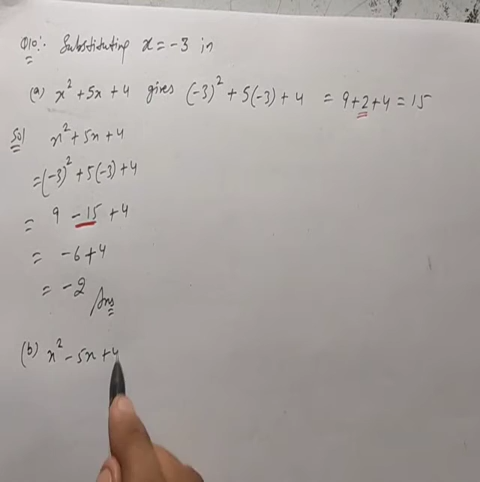 Q10:- Substituting x = -3 in
(a) x² + 5x + 4 gives (-3)² + 5(-3) + 4 = 9+2+4 = 15
Sol x² + 5x + 4
= (-3)² + 5(-3) + 4
= 9 - 15 + 4
= -6+4
= -2 Ans
(b) x² - 5x + 4